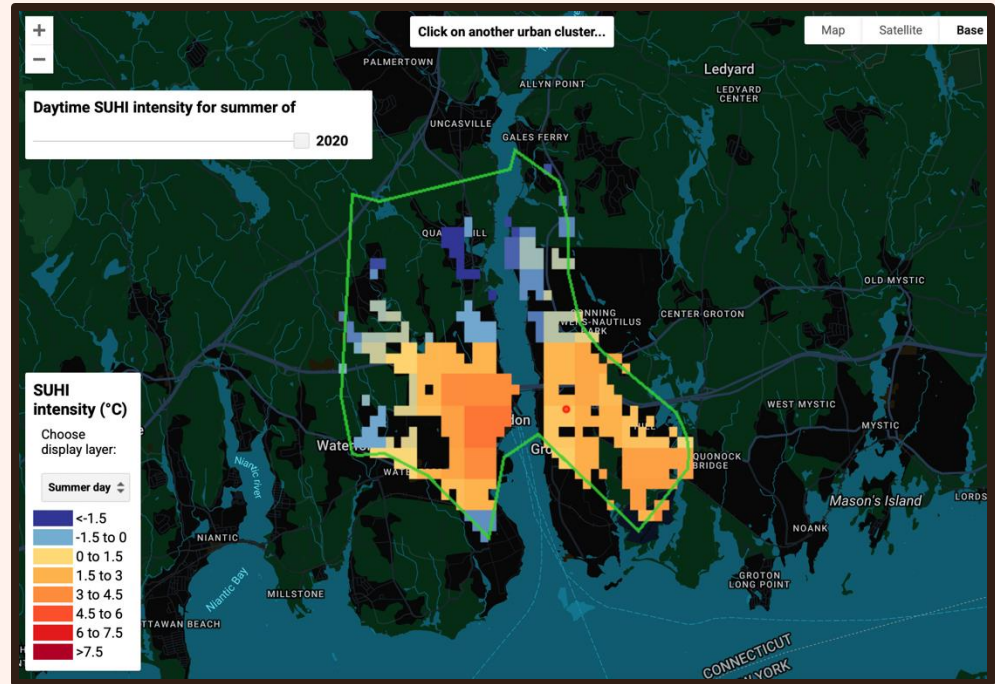 +
−
Click on another urban cluster...
Map
Satellite
Base
Daytime SUHI intensity for summer of
2020
PALMERTOWN
ALLYN POINT
Ledyard
LEDYARD
CENTER
UNCASVILLE
GALES FERRY
OLD MYSTIC
CENTER GROTON
WEST MYSTIC
MYSTIC
QUONOCK
BRIDGE
Mason's Island
LORDS
NOANK
GROTON
LONG POINT
Niantic river
NIANTIC
Niantic Bay
MILLSTONE
TTAWAN BEACH
CONNECTICUT
SUHI
intensity (°C)
Choose
display layer:
Summer day
<-1.5
-1.5 to 0
0 to 1.5
1.5 to 3
3 to 4.5
4.5 to 6
6 to 7.5
>7.5